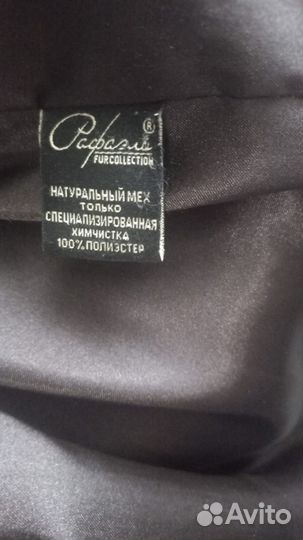 Рафаэль ®
FURCOLLECTION
НАТУРАЛЬНЫЙ МЕХ
ТОЛЬКО
СПЕЦИАЛИЗИРОВАННАЯ
ХИМЧИСТКА
100% ПОЛИЭСТЕР
Avito